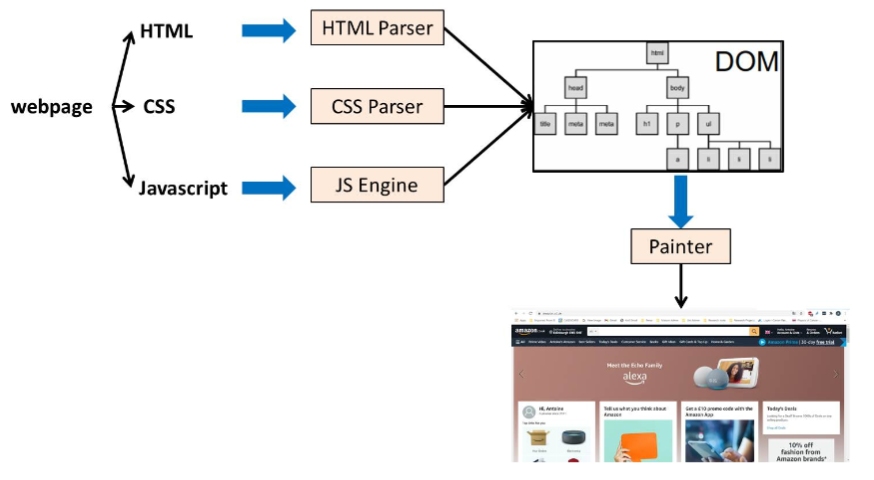 HTML
HTML Parser
webpage
CSS
CSS Parser
Javascript
JS Engine
DOM
html
head
body
title
meta
meta
h1
p
ul
a
li
li
li
Painter
amazon
Meet the Echo Family
alexa
Hi, Antoine
Tell us what you think about
Amazon
Get a £10 promo code with the
Amazon App
Today's Deals
10% off
fashion from
Amazon brands*